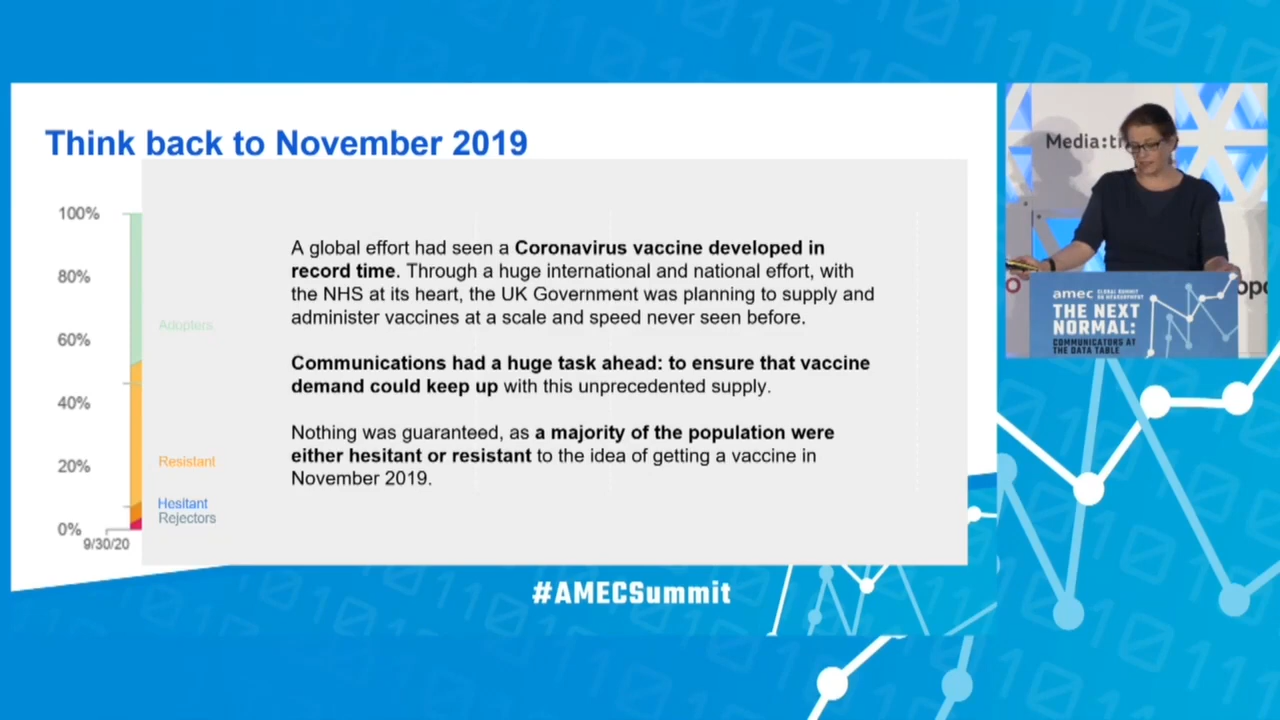 Think back to November 2019
100%
80%
60%
40%
20%
0%
9/30/20
Adopters
Resistant
Hesitant
Rejectors
A global effort had seen a Coronavirus vaccine developed in
record time. Through a huge international and national effort, with
the NHS at its heart, the UK Government was planning to supply and
administer vaccines at a scale and speed never seen before.
Communications had a huge task ahead: to ensure that vaccine
demand could keep up with this unprecedented supply.
Nothing was guaranteed, as a majority of the population were
either hesitant or resistant to the idea of getting a vaccine in
November 2019.
#AMECSummit
amec GLOBAL SUMMIT
ON MEASUREMENT
THE NEXT
NORMAL:
COMMUNICATORS AT
THE DATA TABLE